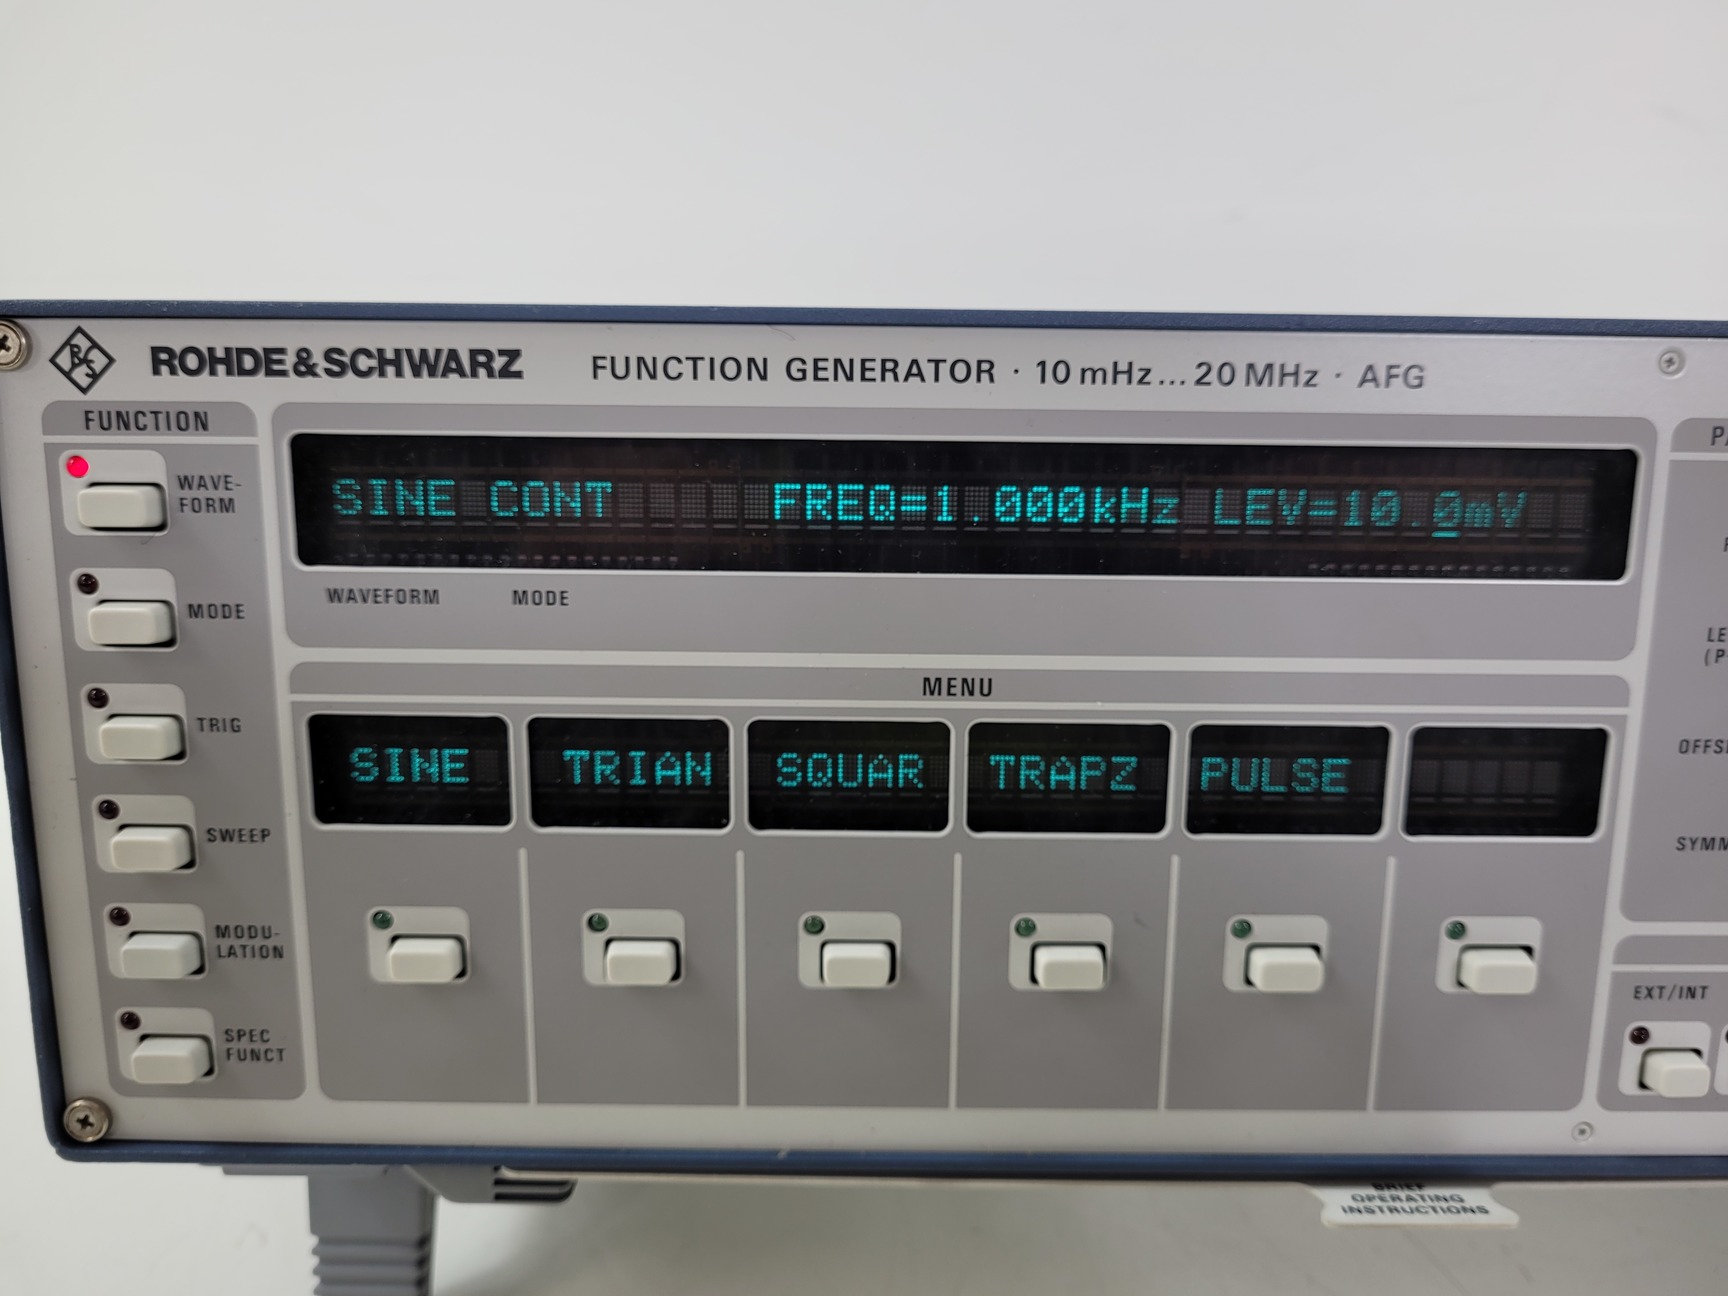 R&S
ROHDE&SCHWARZ FUNCTION GENERATOR · 10 mHz...20 MHz · AFG
FUNCTION
WAVE-
FORM
MODE
TRIG
SWEEP
MODU-
LATION
SPEC
FUNCT
SINE CONT FREQ=1.000kHz LEV=10.0mV
WAVEFORM MODE
MENU
SINE TRIAN SQUAR TRAPZ PULSE
SYMM
EXT/INT
BRIEF
OPERATING
INSTRUCTIONS